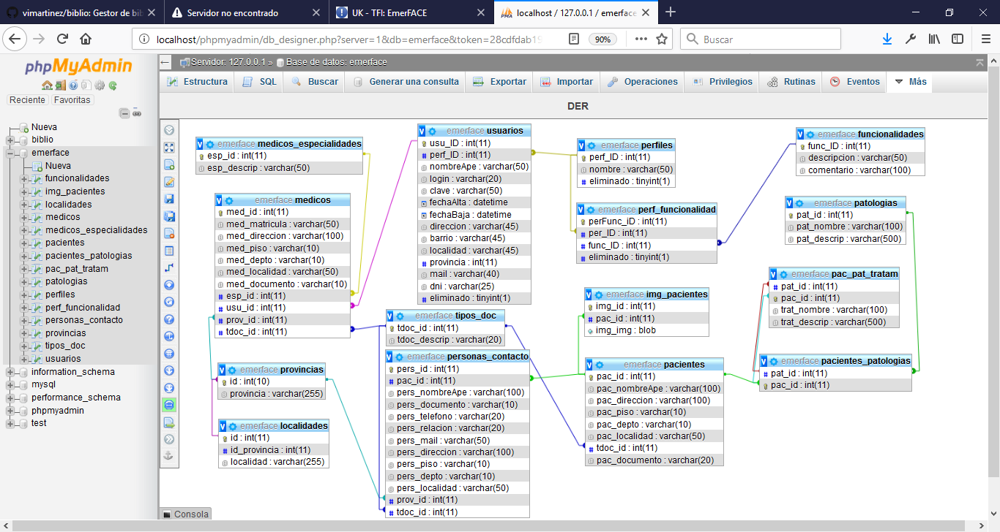 vimartinez/biblio: Gestor de bib
Servidor no encontrado
UK - TFI: EmerFACE
localhost / 127.0.0.1 / emerface
localhost/phpmyadmin/db_designer.php?server=1&db=emerface&token=28cdfdab19
90%
Buscar
phpMyAdmin
Reciente
Favoritas
Nueva
biblio
emerface
Nueva
funcionalidades
img_pacientes
localidades
medicos
medicos_especialidades
pacientes
pacientes_patologias
pac_pat_tratam
patologias
perfiles
perf_funcionalidad
personas_contacto
provincias
tipos_doc
usuarios
information_schema
mysql
performance_schema
phpmyadmin
test
Servidor: 127.0.0.1 » Base de datos: emerface
Estructura
SQL
Buscar
Generar una consulta
Exportar
Importar
Operaciones
Privilegios
Rutinas
Eventos
Más
DER
emerface medicos_especialidades
esp_id : int(11)
esp_descrip : varchar(50)
emerface medicos
med_id : int(11)
med_matricula : varchar(50)
med_direccion : varchar(100)
med_piso : varchar(10)
med_depto : varchar(10)
med_localidad : varchar(50)
med_documento : varchar(10)
esp_id : int(11)
usu_id : int(11)
prov_id : int(11)
tdoc_id : int(11)
emerface provincias
id : int(10)
provincia : varchar(255)
emerface localidades
id : int(11)
id_provincia : int(11)
localidad : varchar(255)
emerface usuarios
usu_ID : int(11)
perf_ID : int(11)
nombreApe : varchar(50)
login : varchar(20)
clave : varchar(50)
fechaAlta : datetime
fechaBaja : datetime
direccion : varchar(45)
barrio : varchar(45)
localidad : varchar(45)
provincia : int(11)
mail : varchar(40)
dni : varchar(25)
eliminado : tinyint(1)
emerface tipos_doc
tdoc_id : int(11)
tdoc_descrip : varchar(20)
emerface personas_contacto
pers_id : int(11)
pac_id : int(11)
pers_nombreApe : varchar(100)
pers_documento : varchar(10)
pers_telefono : varchar(20)
pers_relacion : varchar(20)
pers_mail : varchar(50)
pers_direccion : varchar(100)
pers_piso : varchar(10)
pers_depto : varchar(10)
pers_localidad : varchar(50)
prov_id : int(11)
tdoc_id : int(11)
emerface perfiles
perf_ID : int(11)
nombre : varchar(50)
eliminado : tinyint(1)
emerface perf_funcionalidad
perFunc_iD : int(11)
per_ID : int(11)
func_ID : int(11)
eliminado : tinyint(1)
emerface img_pacientes
img_id : int(11)
pac_id : int(11)
img_img : blob
emerface pacientes
pac_id : int(11)
pac_nombreApe : varchar(100)
pac_direccion : varchar(100)
pac_piso : varchar(10)
pac_depto : varchar(10)
pac_localidad : varchar(50)
tdoc_id : int(11)
pac_documento : varchar(20)
emerface funcionalidades
func_ID : int(11)
descripcion : varchar(50)
comentario : varchar(100)
emerface patologias
pat_id : int(11)
pat_nombre : varchar(100)
pat_descrip : varchar(500)
emerface pac_pat_tratam
pat_id : int(11)
pac_id : int(11)
trat_nombre : varchar(100)
trat_descrip : varchar(500)
emerface pacientes_patologias
pat_id : int(11)
pac_id : int(11)
Consola